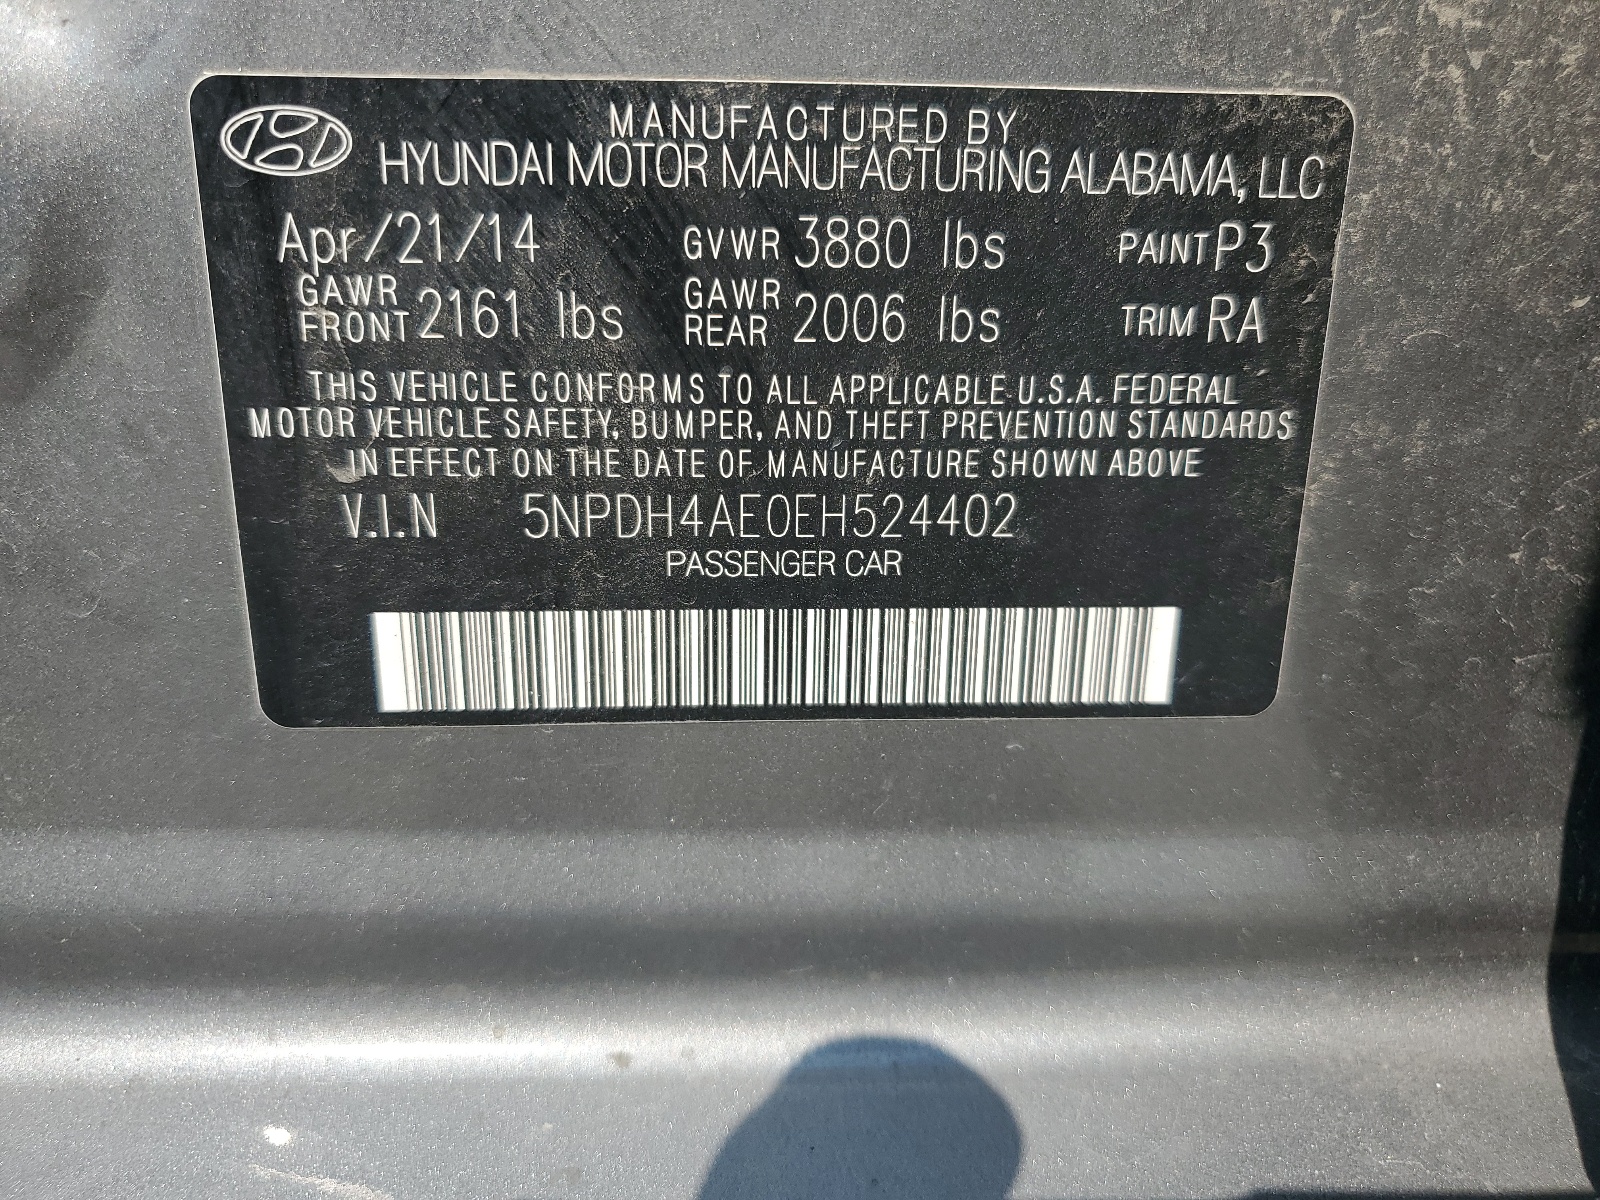 MANUFACTURED BY
HYUNDAI MOTOR MANUFACTURING ALABAMA, LLC
Apr/21/14 GVWR 3880 lbs PAINT P3
GAWR FRONT 2161 lbs GAWR REAR 2006 lbs TRIM RA
THIS VEHICLE CONFORMS TO ALL APPLICABLE U.S.A. FEDERAL
MOTOR VEHICLE SAFETY, BUMPER, AND THEFT PREVENTION STANDARDS
IN EFFECT ON THE DATE OF MANUFACTURE SHOWN ABOVE
V.I.N 5NPDH4AE0EH524402
PASSENGER CAR